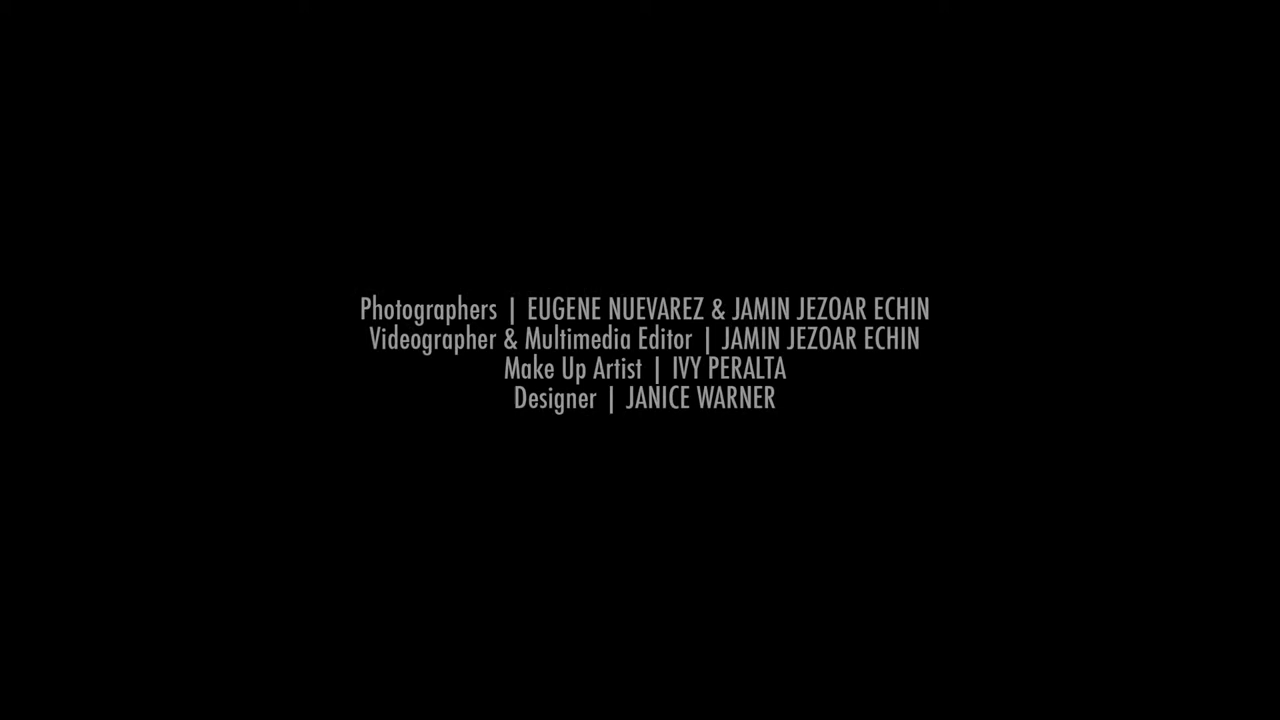 Photographers | EUGENE NUEVAREZ & JAMIN JEZOAR ECHIN
Videographer & Multimedia Editor | JAMIN JEZOAR ECHIN
Make Up Artist | IVY PERALTA
Designer | JANICE WARNER